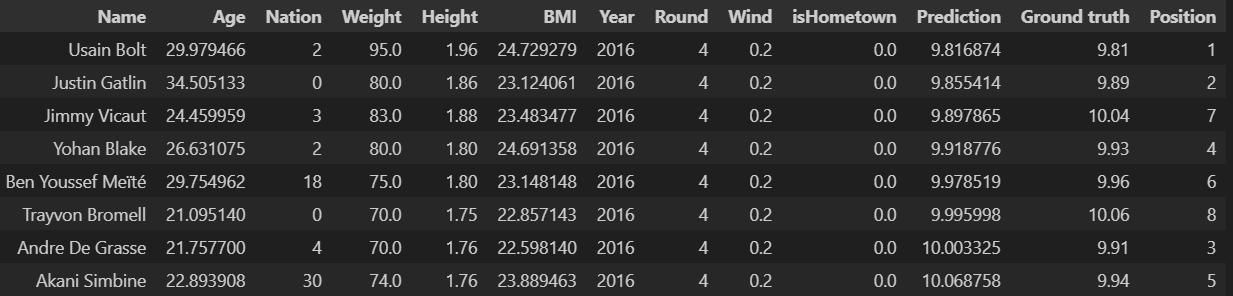 Name Age Nation Weight Height BMI Year Round Wind isHometown Prediction Ground truth Position
Usain Bolt 29.979466 2 95.0 1.96 24.729279 2016 4 0.2 0.0 9.816874 9.81 1
Justin Gatlin 34.505133 0 80.0 1.86 23.124061 2016 4 0.2 0.0 9.855414 9.89 2
Jimmy Vicaut 24.459959 3 83.0 1.88 23.483477 2016 4 0.2 0.0 9.897865 10.04 7
Yohan Blake 26.631075 2 80.0 1.80 24.691358 2016 4 0.2 0.0 9.918776 9.93 4
Ben Youssef Meïté 29.754962 18 75.0 1.80 23.148148 2016 4 0.2 0.0 9.978519 9.96 6
Trayvon Bromell 21.095140 0 70.0 1.75 22.857143 2016 4 0.2 0.0 9.995998 10.06 8
Andre De Grasse 21.757700 4 70.0 1.76 22.598140 2016 4 0.2 0.0 10.003325 9.91 3
Akani Simbine 22.893908 30 74.0 1.76 23.889463 2016 4 0.2 0.0 10.068758 9.94 5